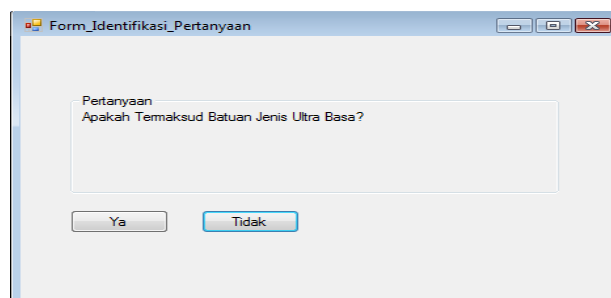 Form_Identifikasi_Pertanyaan
Pertanyaan
Apakah Termaksud Batuan Jenis Ultra Basa?
Ya
Tidak